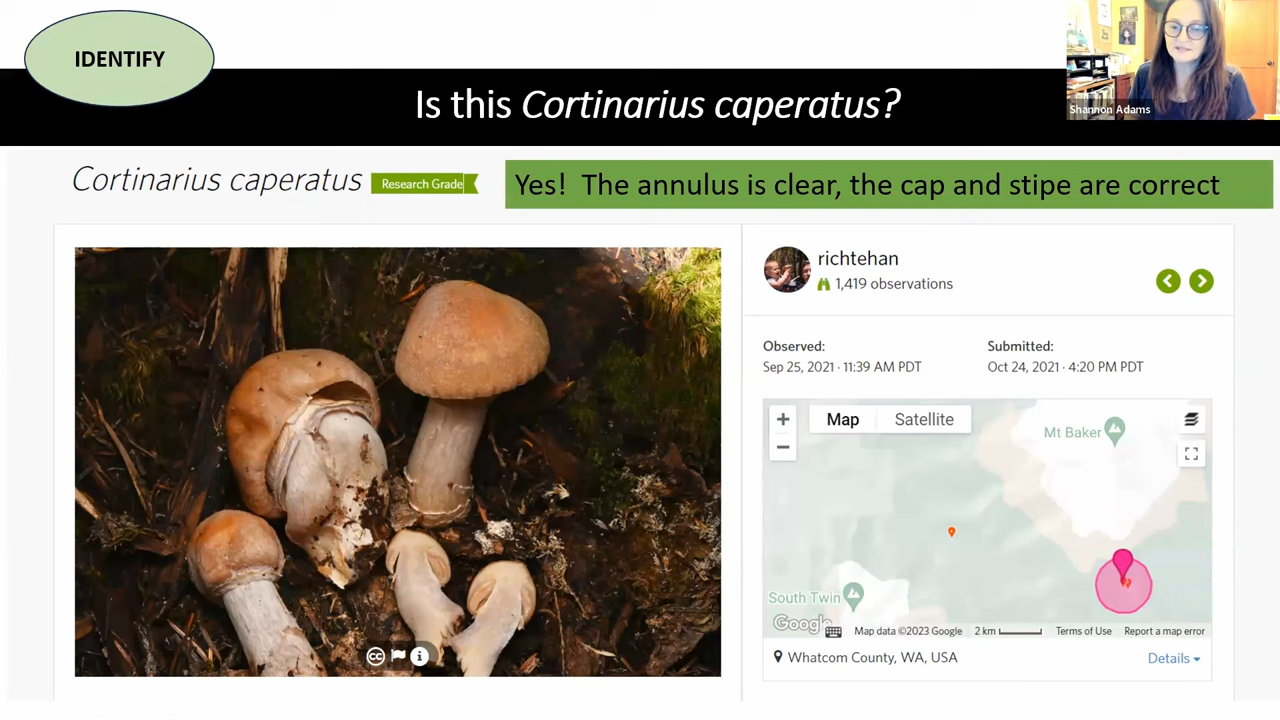 IDENTIFY
Is this Cortinarius caperatus?
Shannon Adams
Cortinarius caperatus
Research Grade
Yes! The annulus is clear, the cap and stipe are correct
richtehan
1,419 observations
Observed:
Sep 25, 2021 · 11:39 AM PDT
Submitted:
Oct 24, 2021 · 4:20 PM PDT
+
Map
Satellite
−
Mt Baker
South Twin
Google
Map data ©2023 Google
2 km
Terms of Use
Report a map error
Whatcom County, WA, USA
Details
cc
i